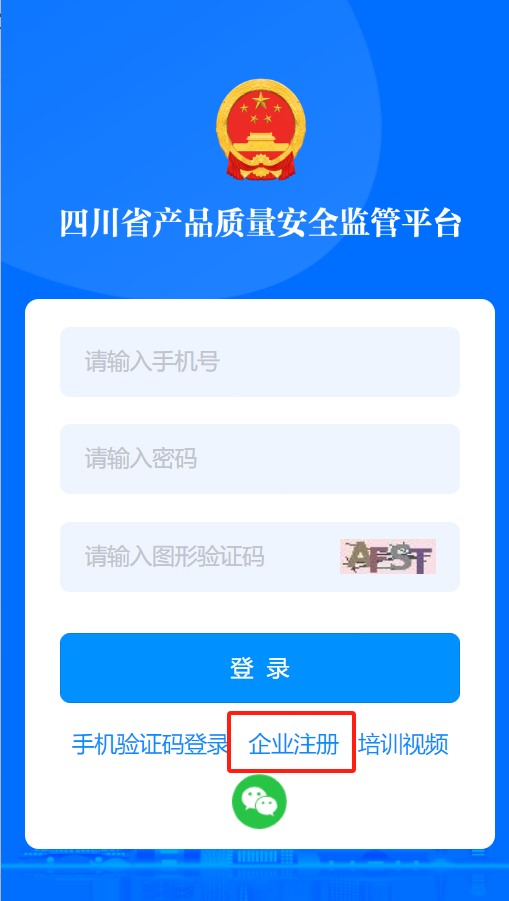 四川省产品质量安全监管平台
请输入手机号
请输入密码
请输入图形验证码 AFST
登 录
手机验证码登录 企业注册 培训视频